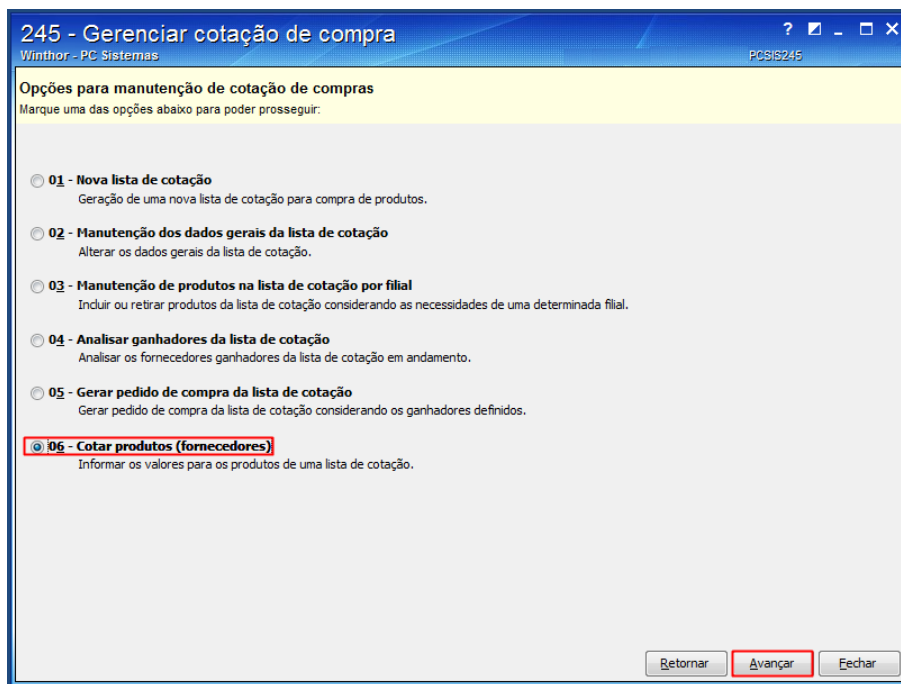 245 - Gerenciar cotação de compra
Winthor - PC Sistemas
PCSIS245
Opções para manutenção de cotação de compras
Marque uma das opções abaixo para poder prosseguir:
01 - Nova lista de cotação
Geração de uma nova lista de cotação para compra de produtos.
02 - Manutenção dos dados gerais da lista de cotação
Alterar os dados gerais da lista de cotação.
03 - Manutenção de produtos na lista de cotação por filial
Incluir ou retirar produtos da lista de cotação considerando as necessidades de uma determinada filial.
04 - Analisar ganhadores da lista de cotação
Analisar os fornecedores ganhadores da lista de cotação em andamento.
05 - Gerar pedido de compra da lista de cotação
Gerar pedido de compra da lista de cotação considerando os ganhadores definidos.
06 - Cotar produtos (fornecedores)
Informar os valores para os produtos de uma lista de cotação.
Retornar Avançar Fechar